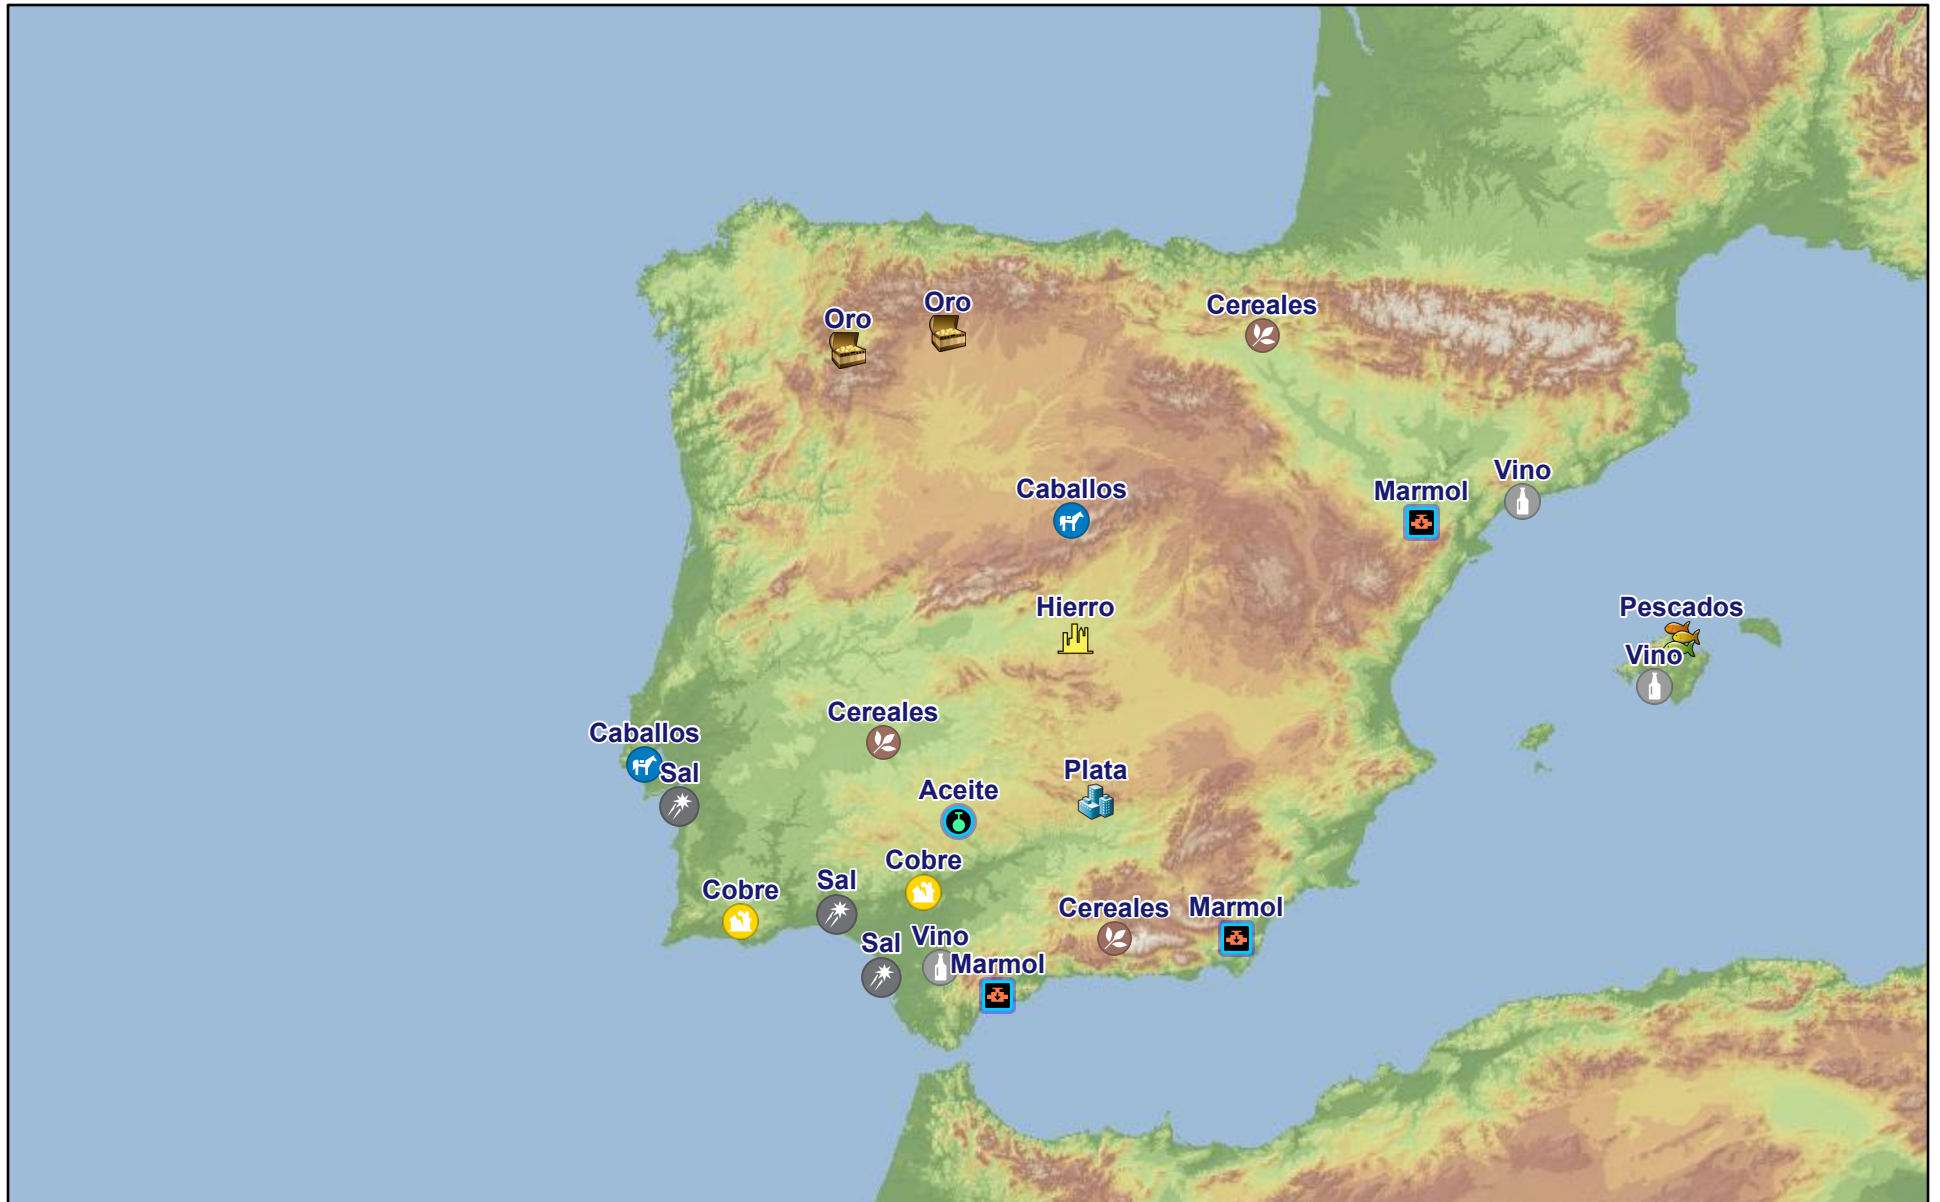 Oro
Cereales
Oro
Vino
Caballos
Marmol
Hierro
Pescados
Vino
Cereales
Caballos
Sal
Plata
Aceite
Cobre
Sal
Cobre
Cereales
Marmol
Vino
Sal
Marmol